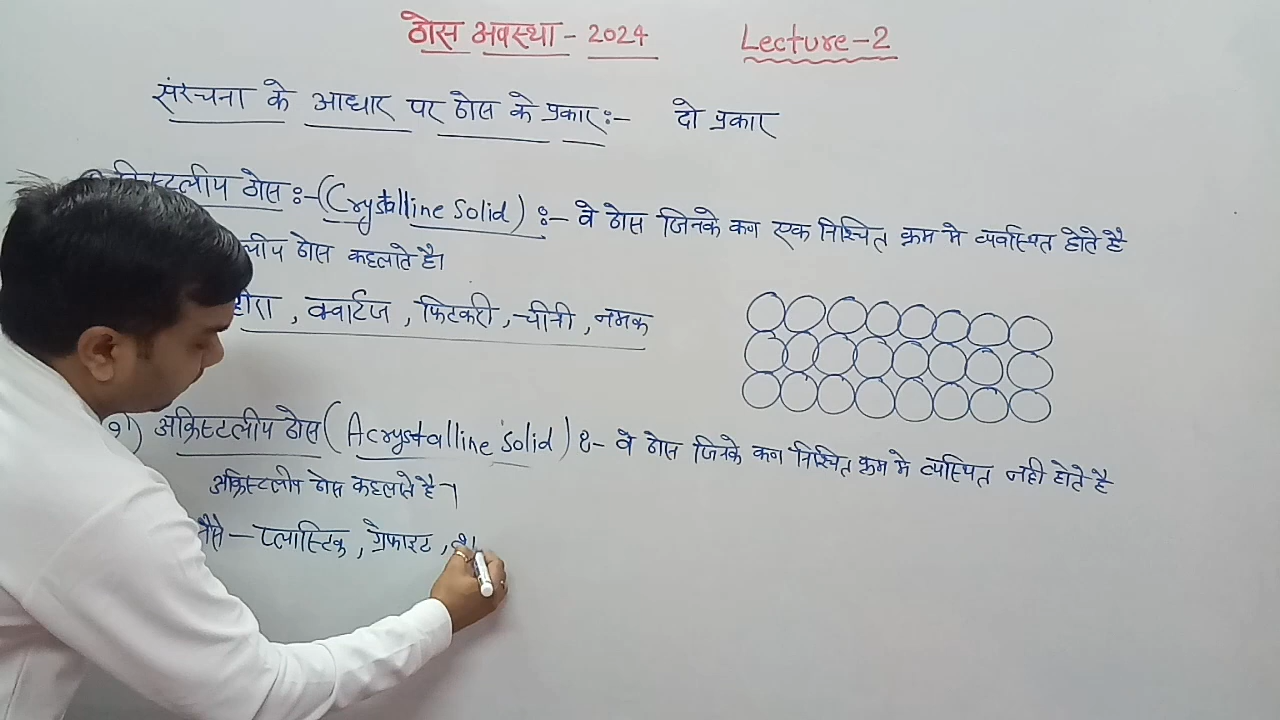 ठोस अवस्था - 2024 Lecture-2
संरचना के आधार पर ठोस के प्रकार :- दो प्रकार
ठोस :- (Crystalline Solid) :- वे ठोस जिनके कण एक निश्चित क्रम मे व्यवस्थित होते है
ठोस कहलाते है।
क्वार्टज , फिटकरी , चीनी , नमक
अक्रिस्टलीय ठोस (Acrystalline Solid) :- वे ठोस जिनके कण निश्चित क्रम मे व्यस्थित नही होते है
अक्रिस्टलीय ठोस कहलाते है।
जैसे - प्लास्टिक , ग्रेफाइट ,